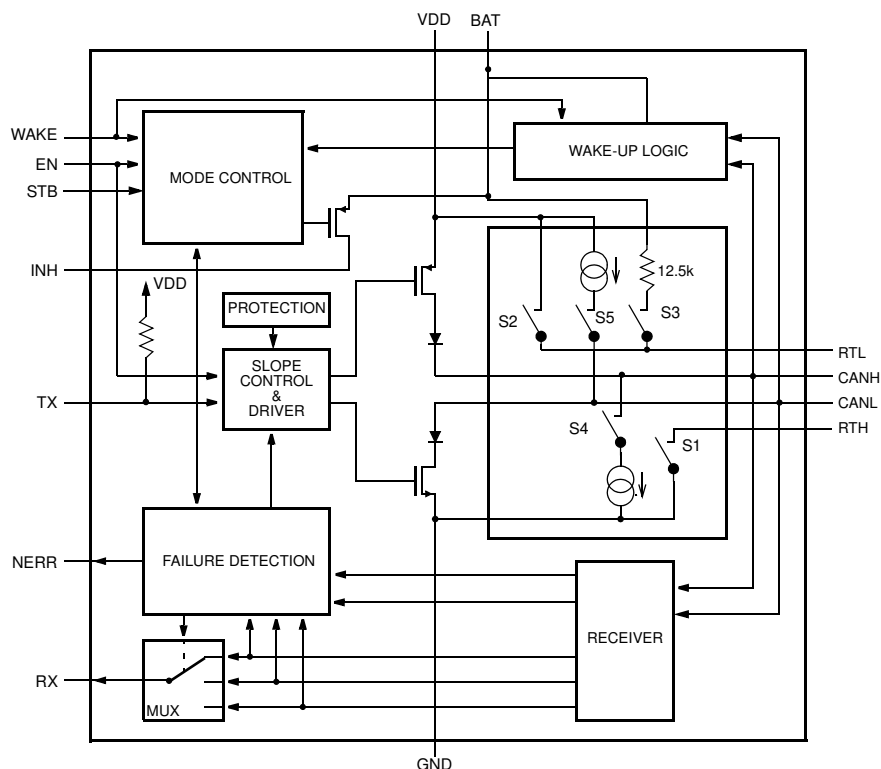 VDD BAT
WAKE
EN
STB
INH
TX
NERR
RX
MODE CONTROL
WAKE-UP LOGIC
VDD
PROTECTION
SLOPE
CONTROL
&
DRIVER
12.5k
S2
S5
S3
S4
S1
RTL
CANH
CANL
RTH
FAILURE DETECTION
RECEIVER
MUX
GND